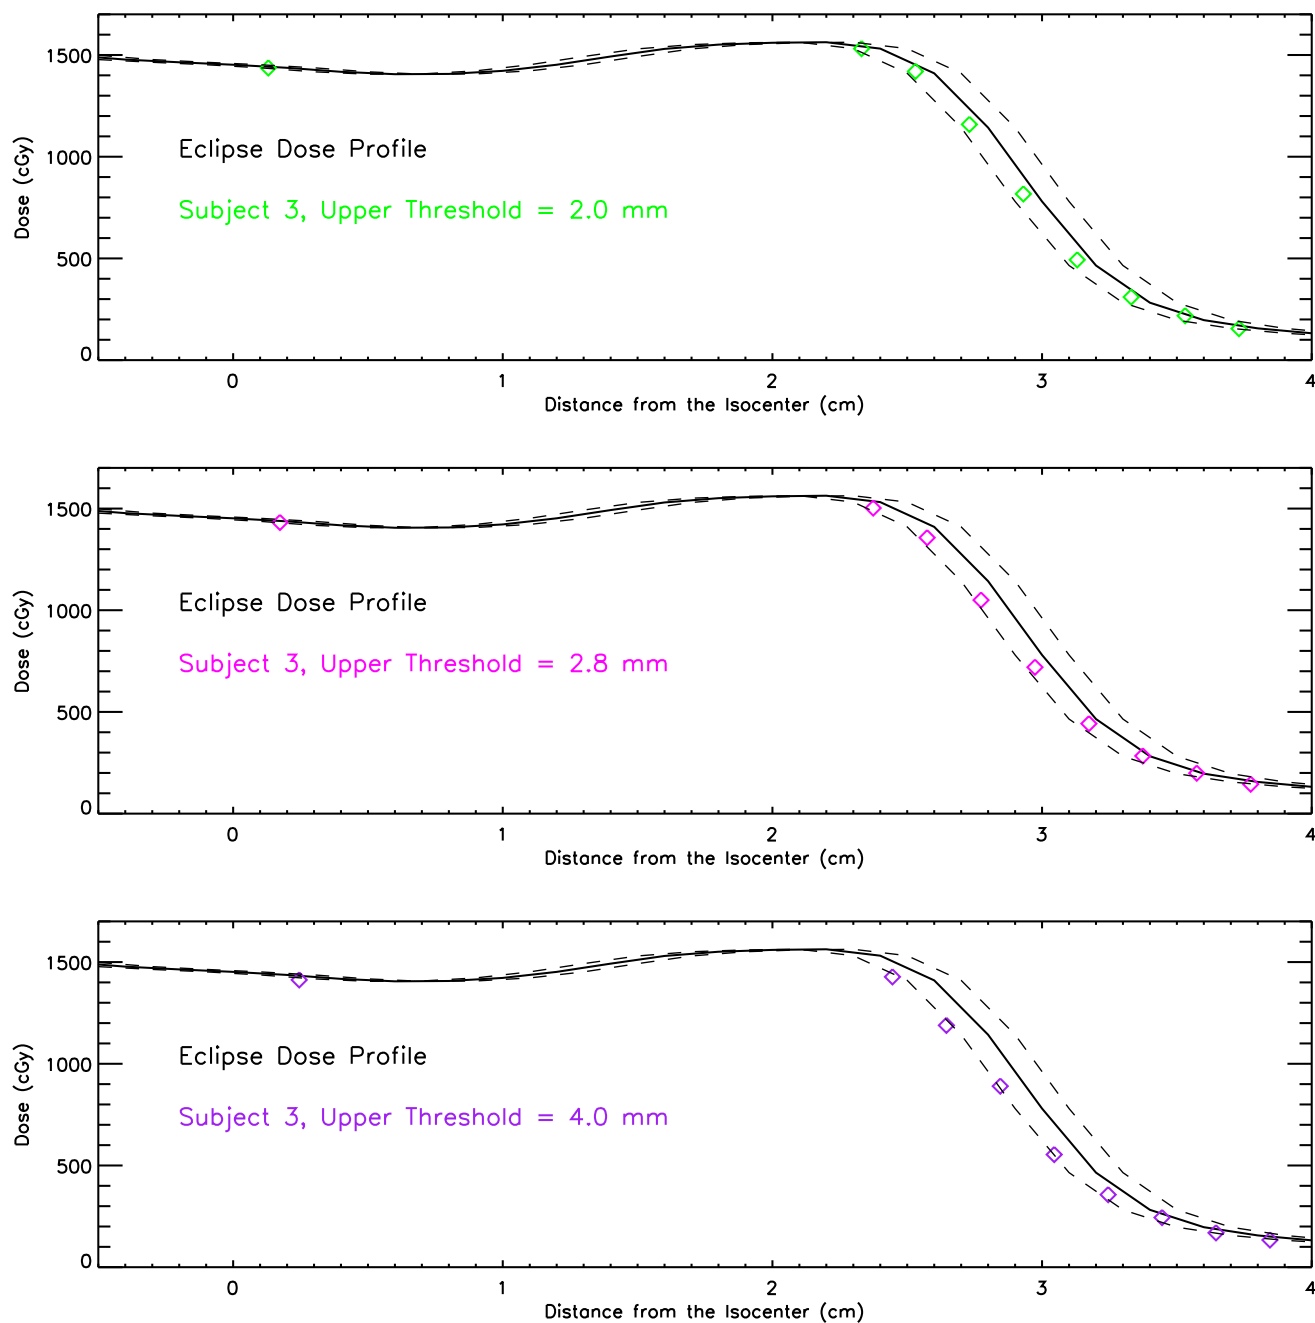 1500
1000
500
0
Dose (cGy)
Eclipse Dose Profile
Subject 3, Upper Threshold = 2.0 mm
0 1 2 3 4
Distance from the Isocenter (cm)
1500
1000
500
0
Dose (cGy)
Eclipse Dose Profile
Subject 3, Upper Threshold = 2.8 mm
0 1 2 3 4
Distance from the Isocenter (cm)
1500
1000
500
0
Dose (cGy)
Eclipse Dose Profile
Subject 3, Upper Threshold = 4.0 mm
0 1 2 3 4
Distance from the Isocenter (cm)